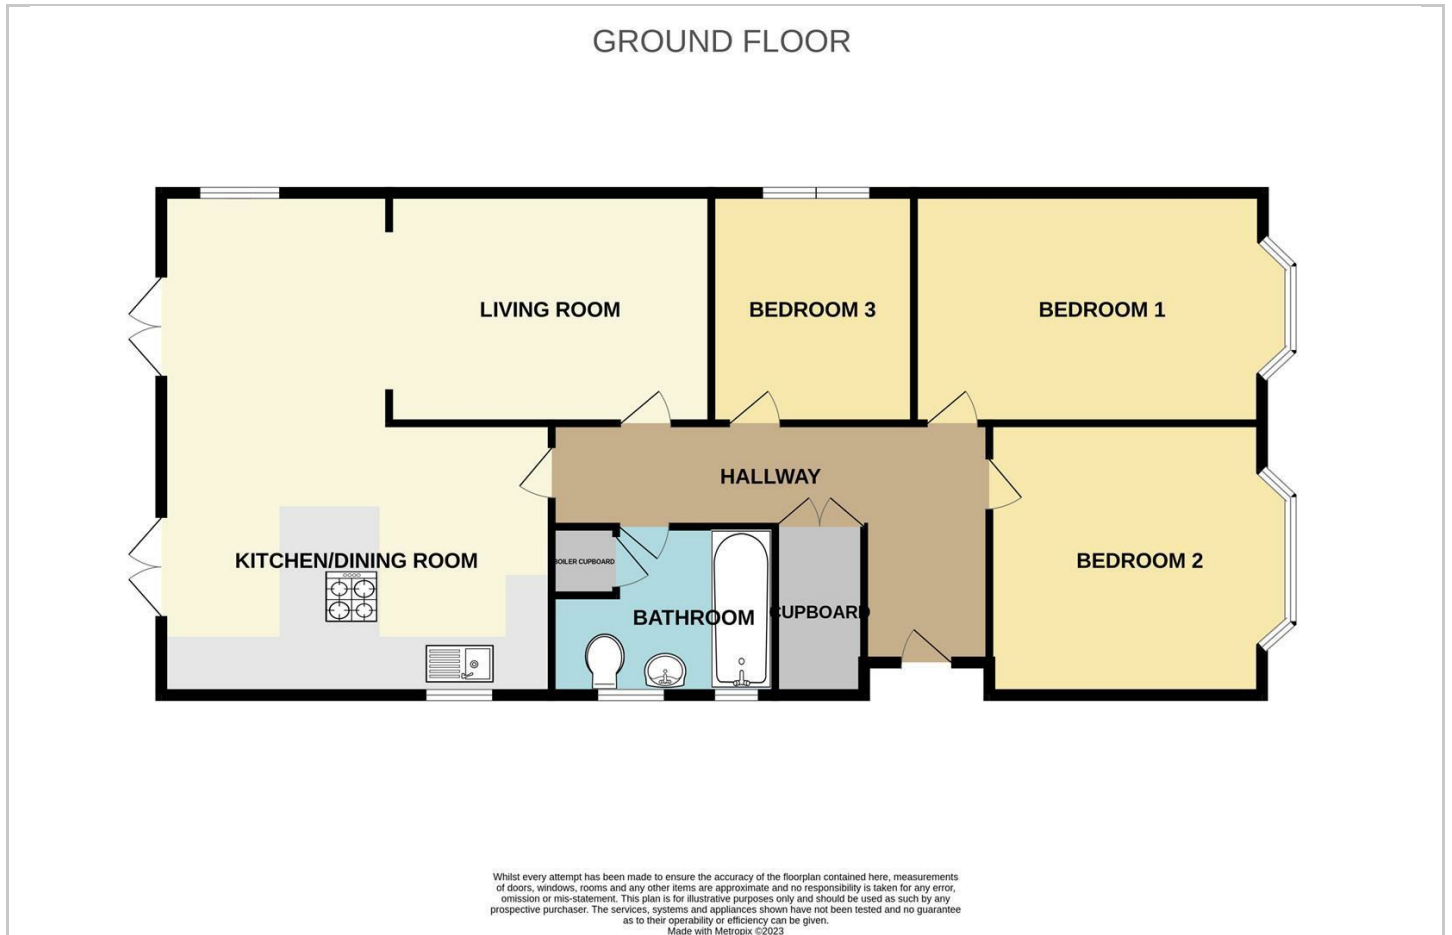 GROUND FLOOR
LIVING ROOM
BEDROOM 3
BEDROOM 1
HALLWAY
KITCHEN/DINING ROOM
BOILER CUPBOARD
BEDROOM 2
BATHROOM
CUPBOARD
Whilst every attempt has been made to ensure the accuracy of the floorplan contained here, measurements
of doors, windows, rooms and any other items are approximate and no responsibility is taken for any error,
omission or mis-statement. This plan is for illustrative purposes only and should be used as such by any
prospective purchaser. The services, systems and appliances shown have not been tested and no guarantee
as to their operability or efficiency can be given.
Made with Metropix ©2023